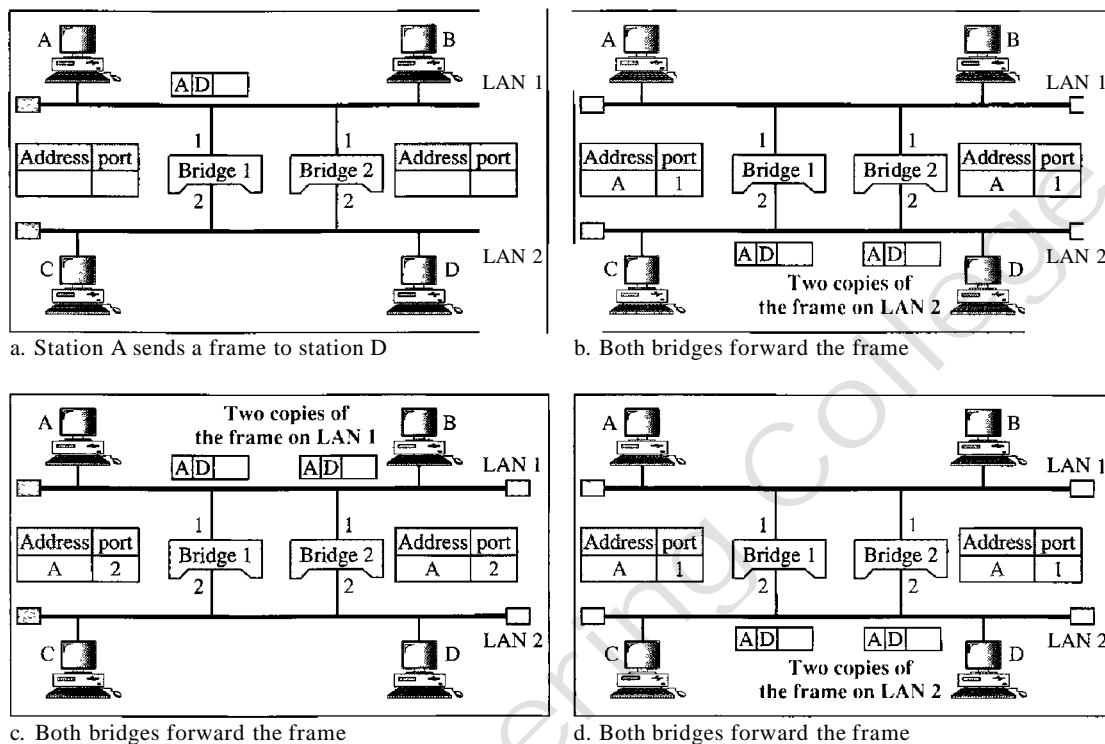 A
B
A D
LAN 1
1
1
Address port
Bridge 1
Bridge 2
Address port
2
2
C
D
LAN 2
a. Station A sends a frame to station D
A
B
LAN 1
1
1
Address port
Bridge 1
Bridge 2
Address port
A 1
A 1
2
2
C
A D
A D
D
LAN 2
Two copies of
the frame on LAN 2
b. Both bridges forward the frame
A
Two copies of
the frame on LAN 1
B
A D
A D
LAN 1
1
1
Address port
Bridge 1
Bridge 2
Address port
A 2
A 2
2
2
C
D
LAN 2
c. Both bridges forward the frame
A
B
LAN 1
1
1
Address port
Bridge 1
Bridge 2
Address port
A 1
A 1
2
2
C
A D
A D
D
LAN 2
Two copies of
the frame on LAN 2
d. Both bridges forward the frame
ering College